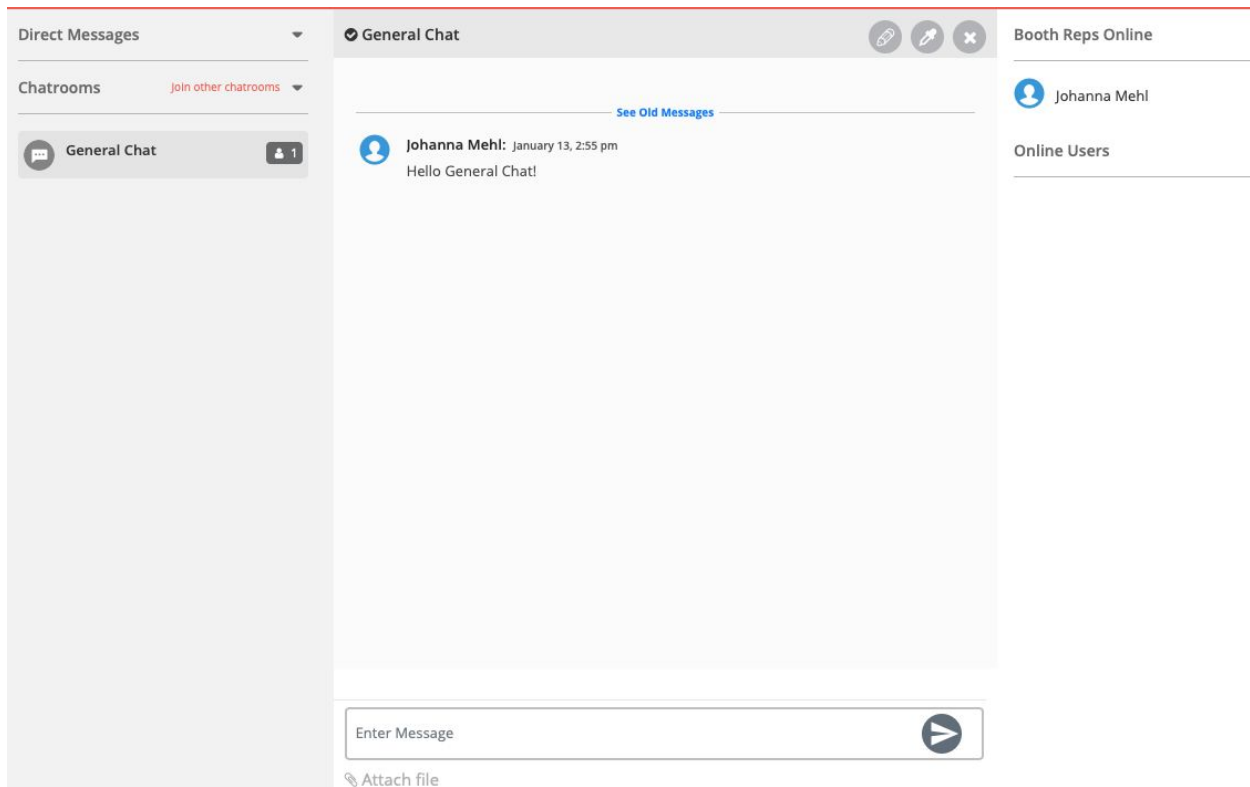 Direct Messages
Chatrooms
Join other chatrooms
General Chat
1
General Chat
See Old Messages
Johanna Mehl: January 13, 2:55 pm
Hello General Chat!
Enter Message
Attach file
Booth Reps Online
Johanna Mehl
Online Users